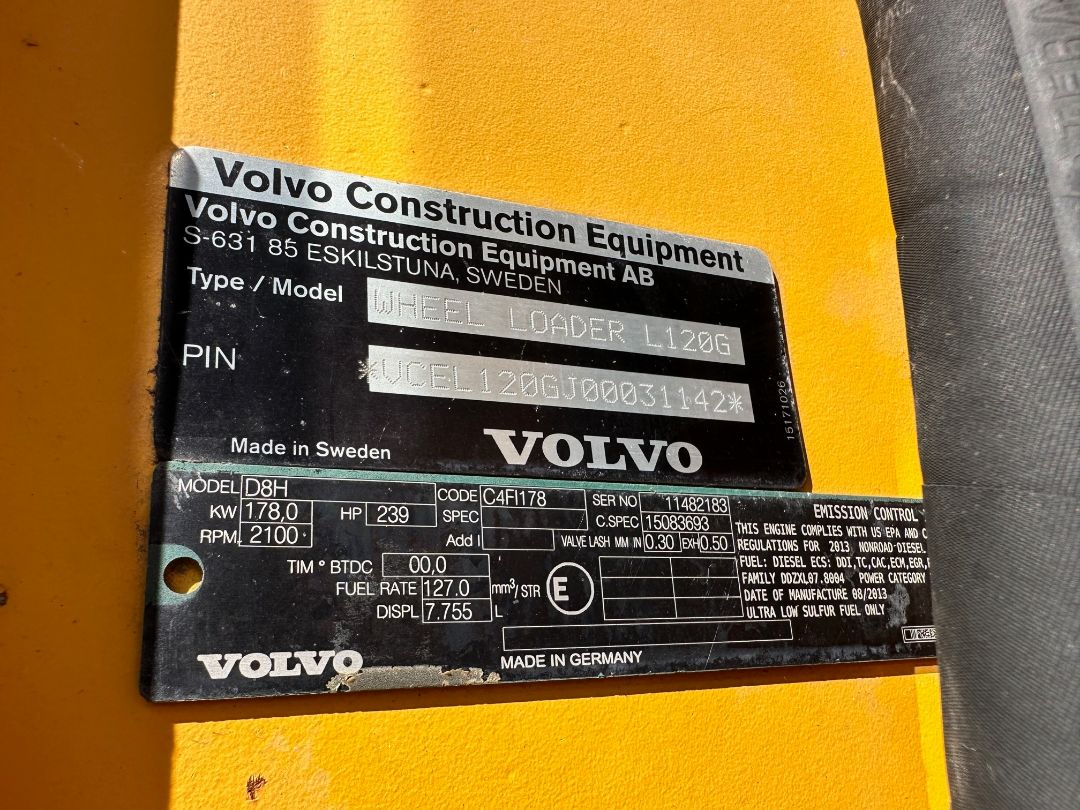 Volvo Construction Equipment
Volvo Construction Equipment AB
S-631 85 ESKILSTUNA, SWEDEN
Type / Model WHEEL LOADER L120G
PIN *VCEL120GJ00031142*
15171026
Made in Sweden VOLVO
MODEL D8H CODE C4FI178 SER NO 11482183
KW 178,0 HP 239 SPEC C.SPEC 15083693
RPM 2100 Add I VALVE LASH MM IN 0.30 EXH 0.50
TIM ° BTDC 00,0
FUEL RATE 127.0 mm³/STR E
DISPL 7.755 L
EMISSION CONTROL
THIS ENGINE COMPLIES WITH US EPA AND C
REGULATIONS FOR 2013 NONROAD-DIESEL
FUEL: DIESEL ECS: DDI,TC,CAC,ECM,EGR,
FAMILY DDZXL07.8004 POWER CATEGORY
DATE OF MANUFACTURE 08/2013
ULTRA LOW SULFUR FUEL ONLY
VOLVO MADE IN GERMANY